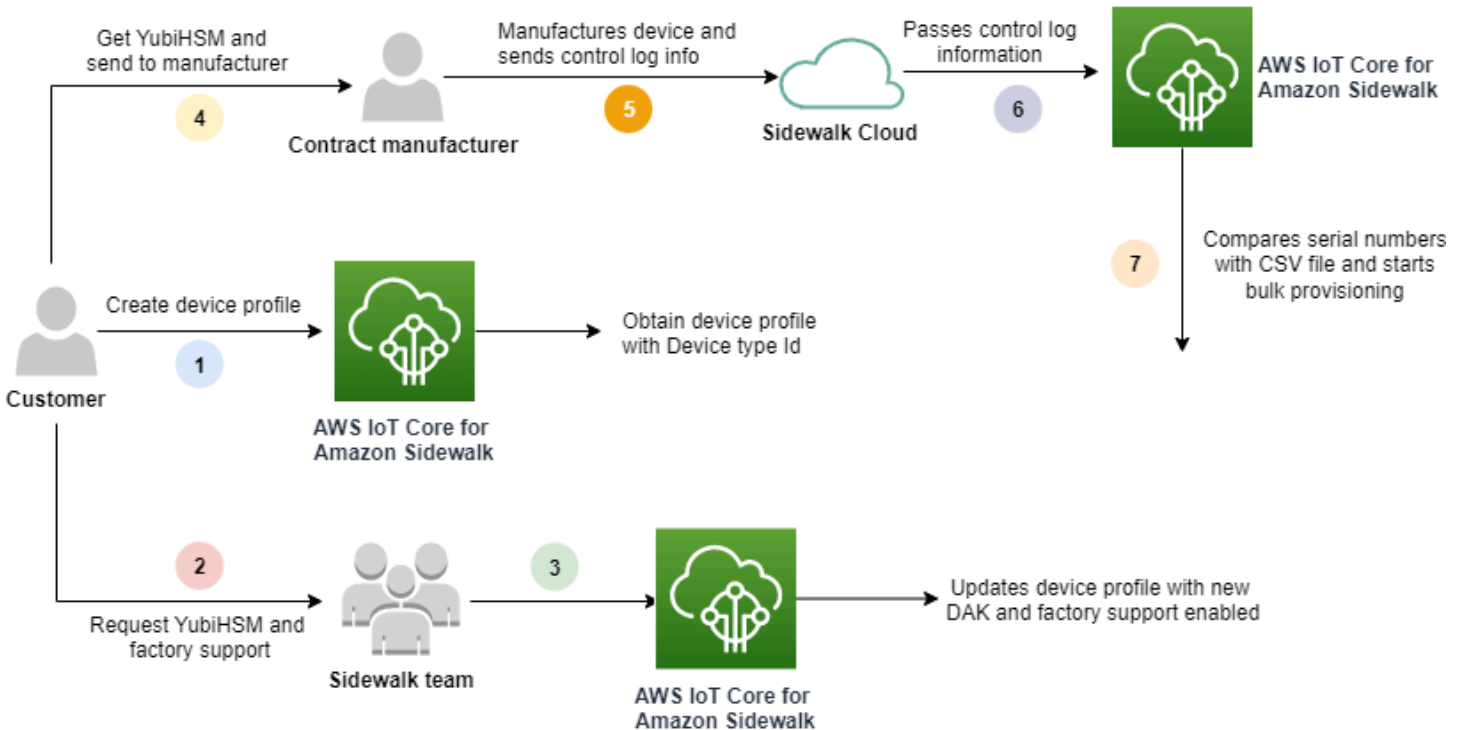 Get YubiHSM and
send to manufacturer
4
Contract manufacturer
Manufactures device and
sends control log info
5
Sidewalk Cloud
Passes control log
information
6
AWS IoT Core for
Amazon Sidewalk
7
Compares serial numbers
with CSV file and starts
bulk provisioning
Customer
Create device profile
1
AWS IoT Core for
Amazon Sidewalk
Obtain device profile
with Device type Id
2
Request YubiHSM and
factory support
Sidewalk team
3
AWS IoT Core for
Amazon Sidewalk
Updates device profile with new
DAK and factory support enabled